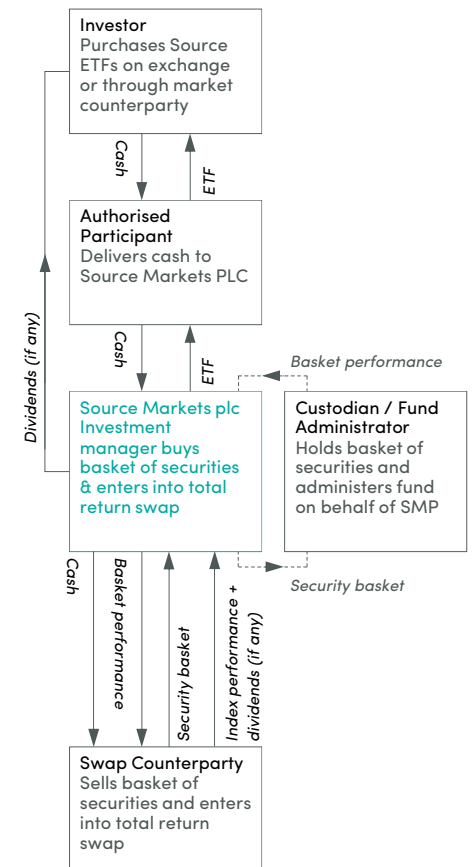 Investor
Purchases Source
ETFs on exchange
or through market
counterparty
Cash
ETF
Authorised
Participant
Delivers cash to
Source Markets PLC
Dividends (if any)
Cash
ETF
Basket performance
Source Markets plc
Investment
manager buys
basket of securities
& enters into total
return swap
Custodian / Fund
Administrator
Holds basket of
securities and
administers fund
on behalf of SMP
Security basket
Cash
Basket performance
Security basket
Index performance +
dividends (if any)
Swap Counterparty
Sells basket of
securities and enters
into total return
swap